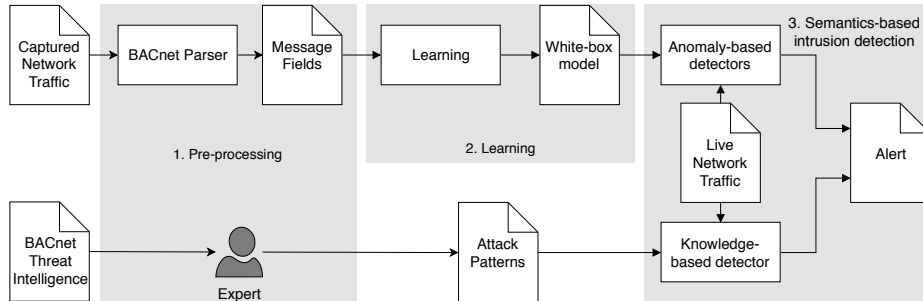 Captured
Network
Traffic
BACnet Parser
Message
Fields
Learning
White-box
model
Anomaly-based
detectors
3. Semantics-based
intrusion detection
1. Pre-processing
2. Learning
Live
Network
Traffic
Alert
BACnet
Threat
Intelligence
Expert
Attack
Patterns
Knowledge-
based detector